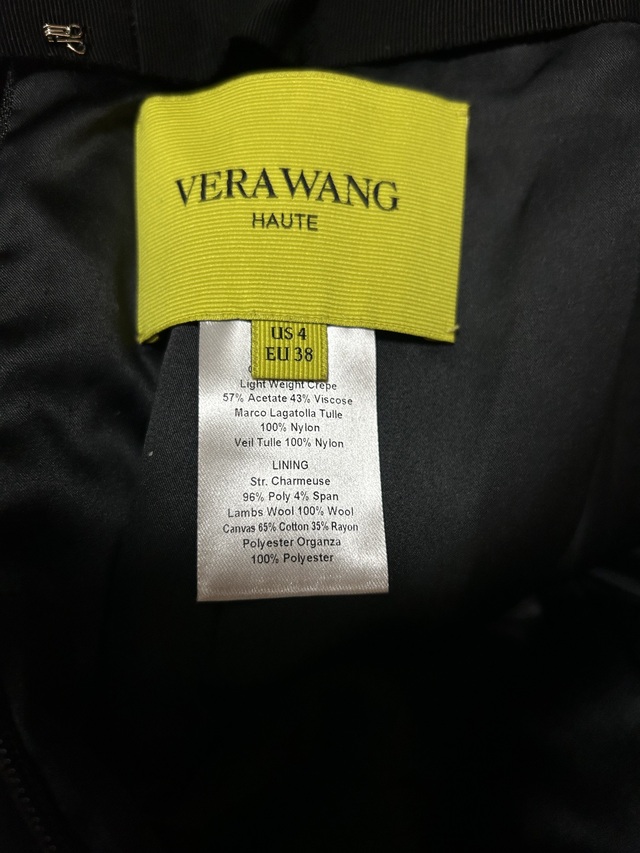 VERA WANG
HAUTE
US 4
EU 38
Light Weight Crepe
57% Acetate 43% Viscose
Marco Lagatolla Tulle
100% Nylon
Veil Tulle 100% Nylon
LINING
Str. Charmeuse
96% Poly 4% Span
Lambs Wool 100% Wool
Canvas 65% Cotton 35% Rayon
Polyester Organza
100% Polyester